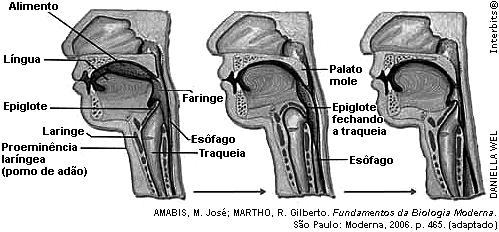 Alimento
Língua
Epiglote
Laringe
Proeminência
laríngea
(pomo de adão)
Faringe
Esôfago
Traqueia
Palato
mole
Epiglote
fechando
a traqueia
Esôfago
Interbits®
DANIELLA WEL
AMABIS, M. José; MARTHO, R. Gilberto. Fundamentos da Biologia Moderna.
São Paulo: Moderna, 2006. p. 465. (adaptado)